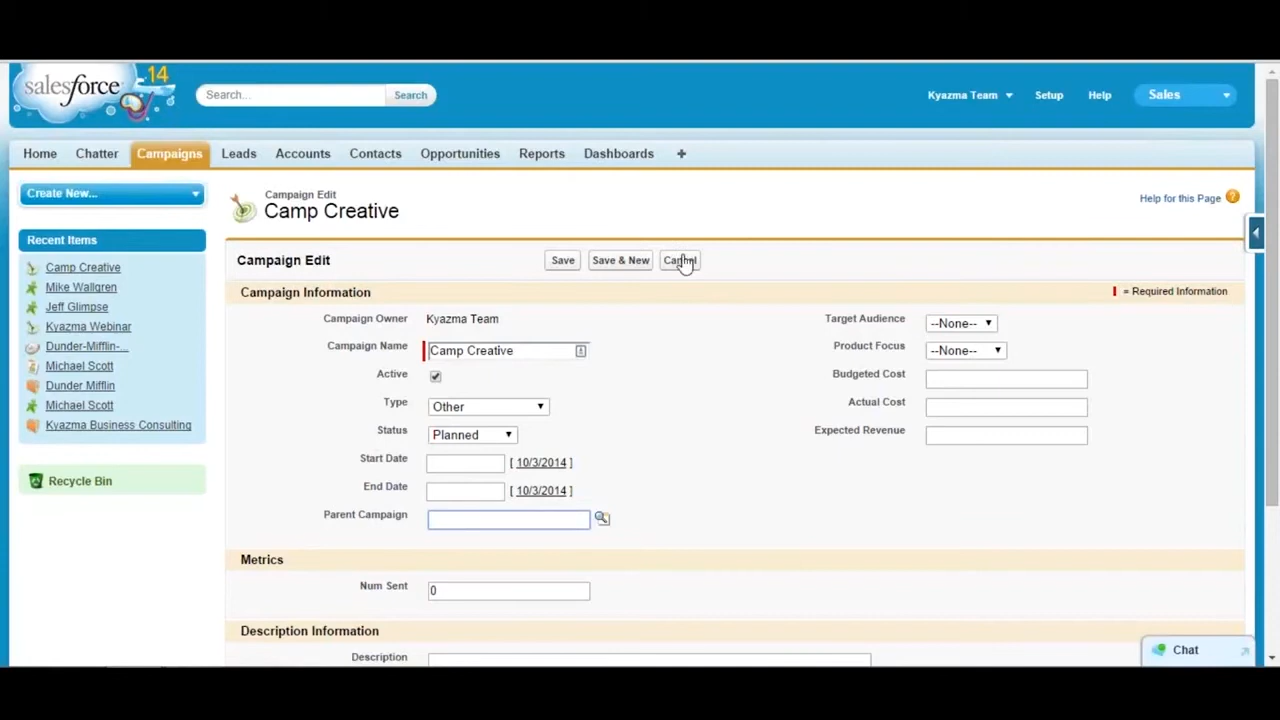 salesforce
14
Search...
Search
Kyazma Team
Setup
Help
Sales
Home
Chatter
Campaigns
Leads
Accounts
Contacts
Opportunities
Reports
Dashboards
+
Create New...
Recent Items
Camp Creative
Mike Wallgren
Jeff Glimpse
Kyazma Webinar
Dunder-Mifflin-...
Michael Scott
Dunder Mifflin
Michael Scott
Kyazma Business Consulting
Recycle Bin
Campaign Edit
Camp Creative
Help for this Page
Campaign Edit
Save
Save & New
Campaign Information
= Required Information
Campaign Owner
Kyazma Team
Campaign Name
Camp Creative
Active
Type
Other
Status
Planned
Start Date
[ 10/3/2014 ]
End Date
[ 10/3/2014 ]
Parent Campaign
Target Audience
--None--
Product Focus
--None--
Budgeted Cost
Actual Cost
Expected Revenue
Metrics
Num Sent
0
Description Information
Description
Chat